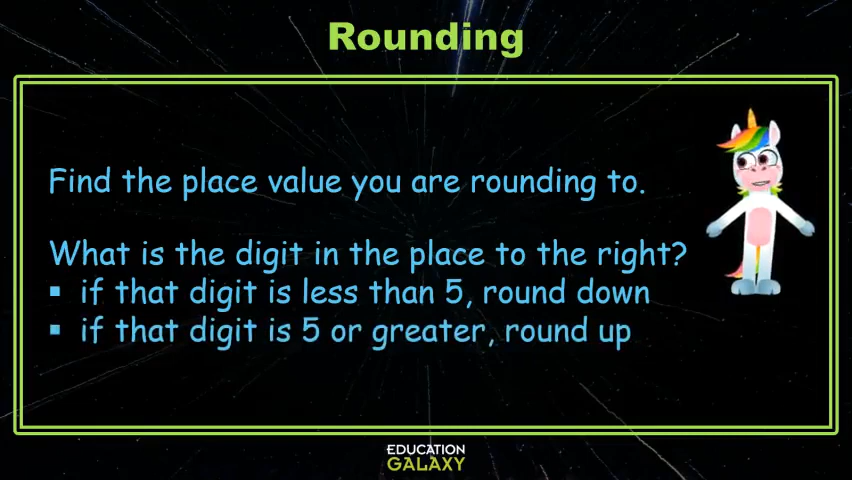 Rounding
Find the place value you are rounding to.
What is the digit in the place to the right?
▪ if that digit is less than 5, round down
▪ if that digit is 5 or greater, round up
EDUCATION
GALAXY